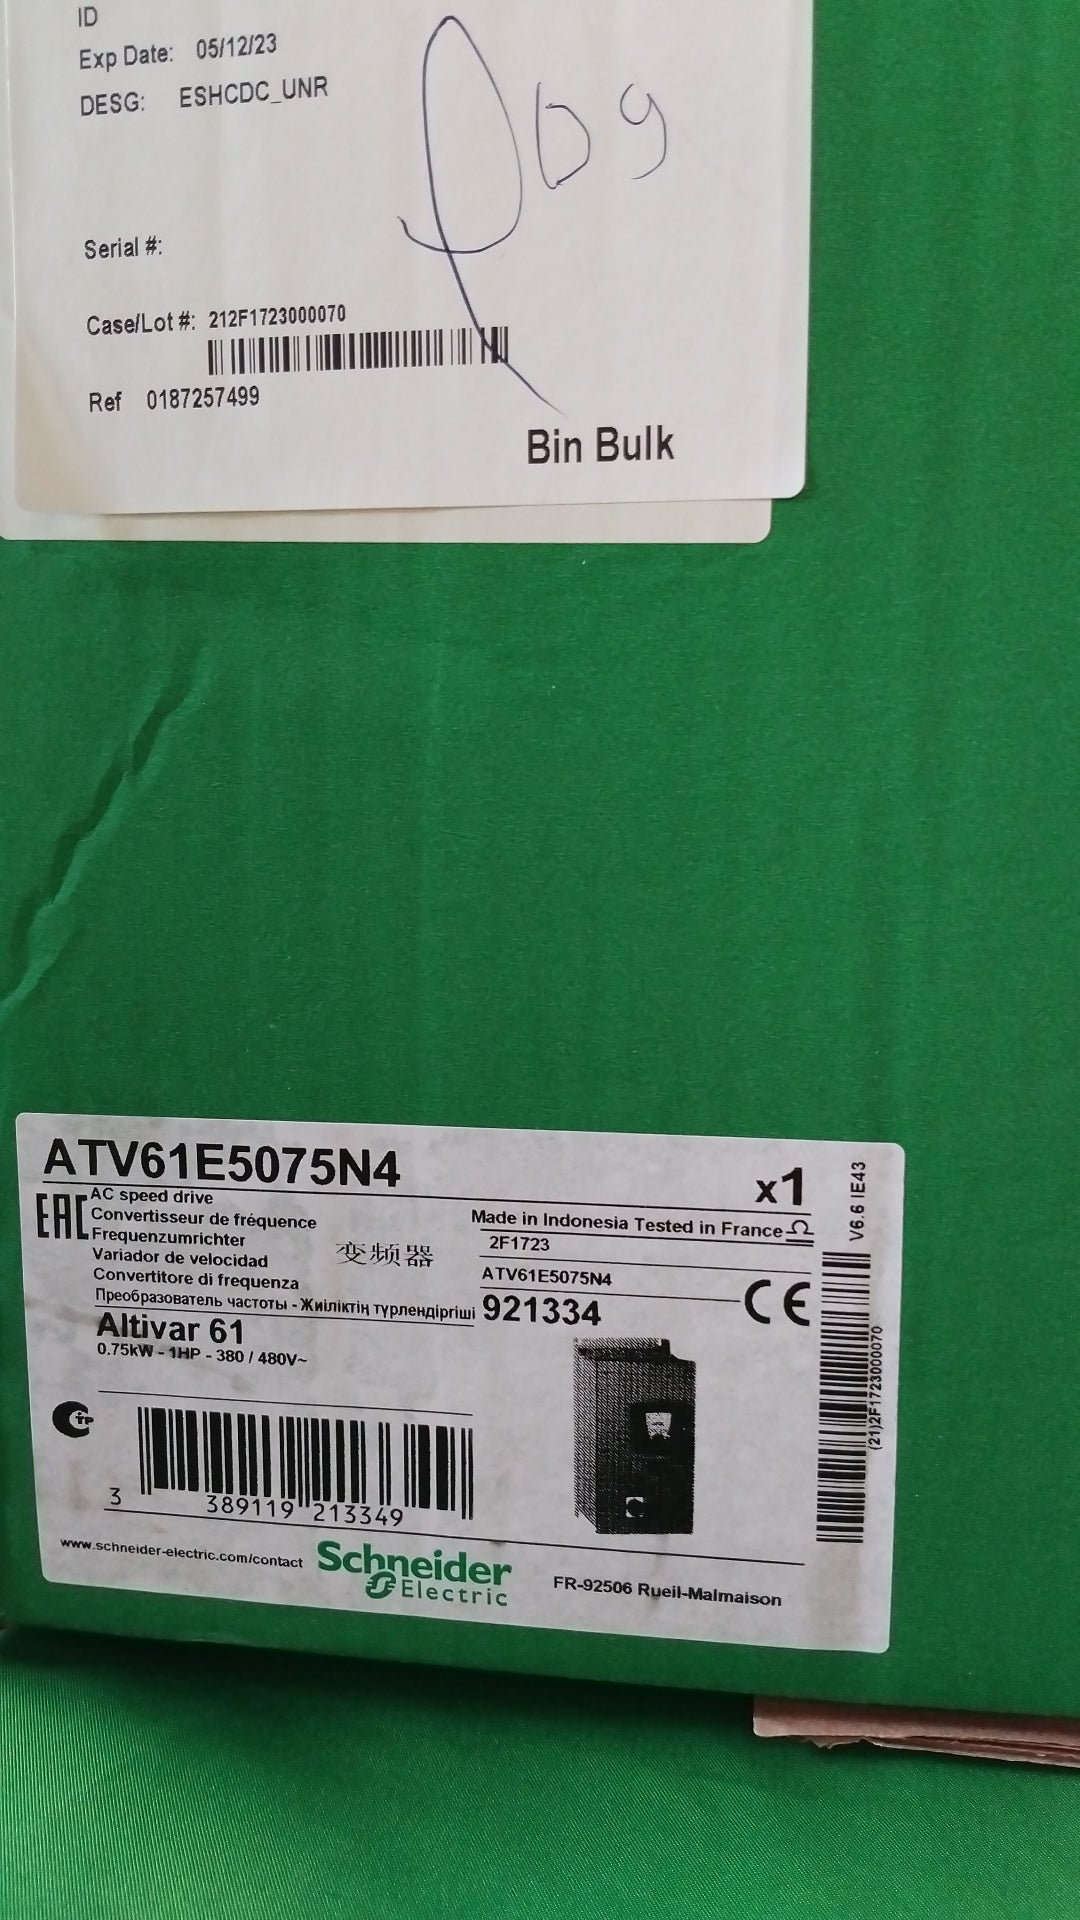 ID
Exp Date: 05/12/23
DESG: ESHCDC_UNR
Serial #:
Case/Lot #: 212F1723000070
Ref 0187257499
Bin Bulk
ATV61E5075N4
x1
EAC
AC speed drive
Convertisseur de fréquence
Frequenzumrichter
Variador de velocidad
Convertitore di frequenza
Преобразователь частоты - Жиіліктің түрлендіргіші
变频器
Made in Indonesia Tested in France
2F1723
ATV61E5075N4
921334
CE
Altivar 61
0.75kW - 1HP - 380 / 480V~
V6.6 IE43
(21)2F1723000070
3 389119 213349
www.schneider-electric.com/contact
Schneider
Electric
FR-92506 Rueil-Malmaison